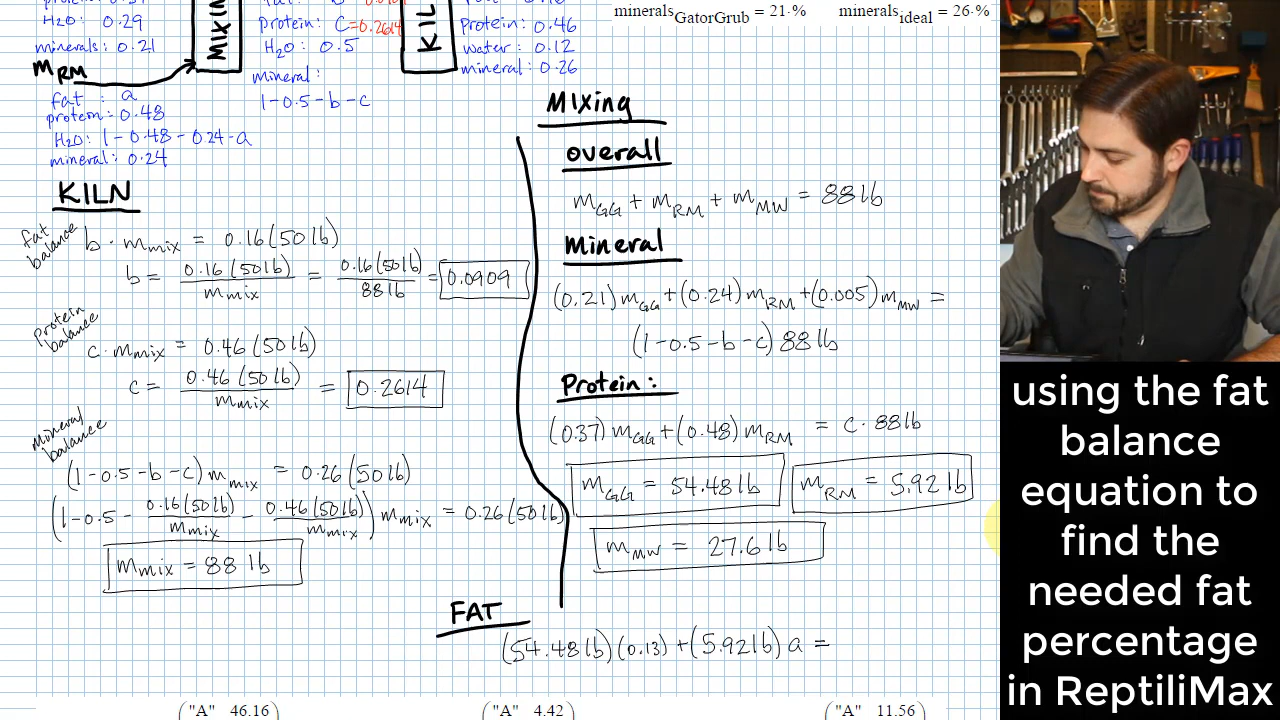 H₂O: 0.29
minerals: 0.21
MIXIN
protein: C=0.2614
H₂O: 0.5
mineral:
1-0.5-b-c
KIL
protein: 0.46
water: 0.12
mineral: 0.26
minerals_GatorGrub = 21·%
minerals_ideal = 26·%
m_RM
fat : a
protein: 0.48
H₂O: 1-0.48-0.24-a
mineral: 0.24
KILN
fat balance
b · m_mix = 0.16(50 lb)
b = 0.16(50 lb)/m_mix = 0.16(50 lb)/88 lb = 0.0909
Protein balance
c · m_mix = 0.46(50 lb)
c = 0.46(50 lb)/m_mix = 0.2614
Mineral balance
(1-0.5-b-c) m_mix = 0.26(50 lb)
(1-0.5 - 0.16(50 lb)/m_mix - 0.46(50 lb)/m_mix) m_mix = 0.26(50 lb)
m_mix = 88 lb
MIXing
overall
m_GG + m_RM + m_MW = 88 lb
Mineral
(0.21) m_GG + (0.24) m_RM + (0.005) m_MW =
(1-0.5-b-c) 88 lb
Protein:
(0.37) m_GG + (0.48) m_RM = c · 88 lb
m_GG = 54.48 lb
m_RM = 5.92 lb
m_MW = 27.6 lb
FAT
(54.48 lb)(0.13) + (5.92 lb) a =
"A" 46.16
"A" 4.42
"A" 11.56
using the fat
balance
equation to
find the
needed fat
percentage
in ReptiliMax